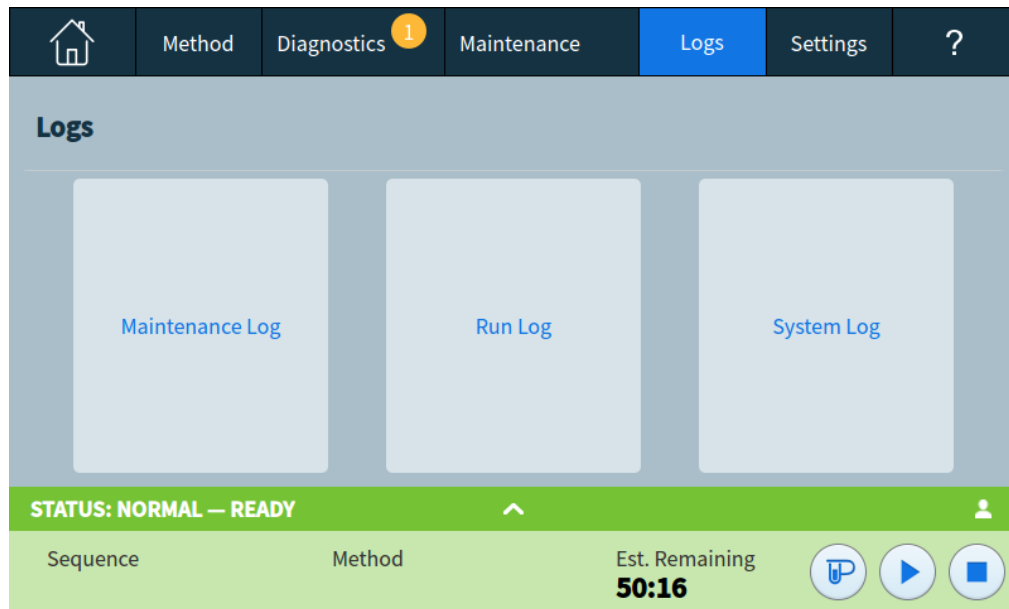 Method Diagnostics 1 Maintenance Logs Settings ?
Logs
Maintenance Log Run Log System Log
STATUS: NORMAL — READY
Sequence Method Est. Remaining
50:16